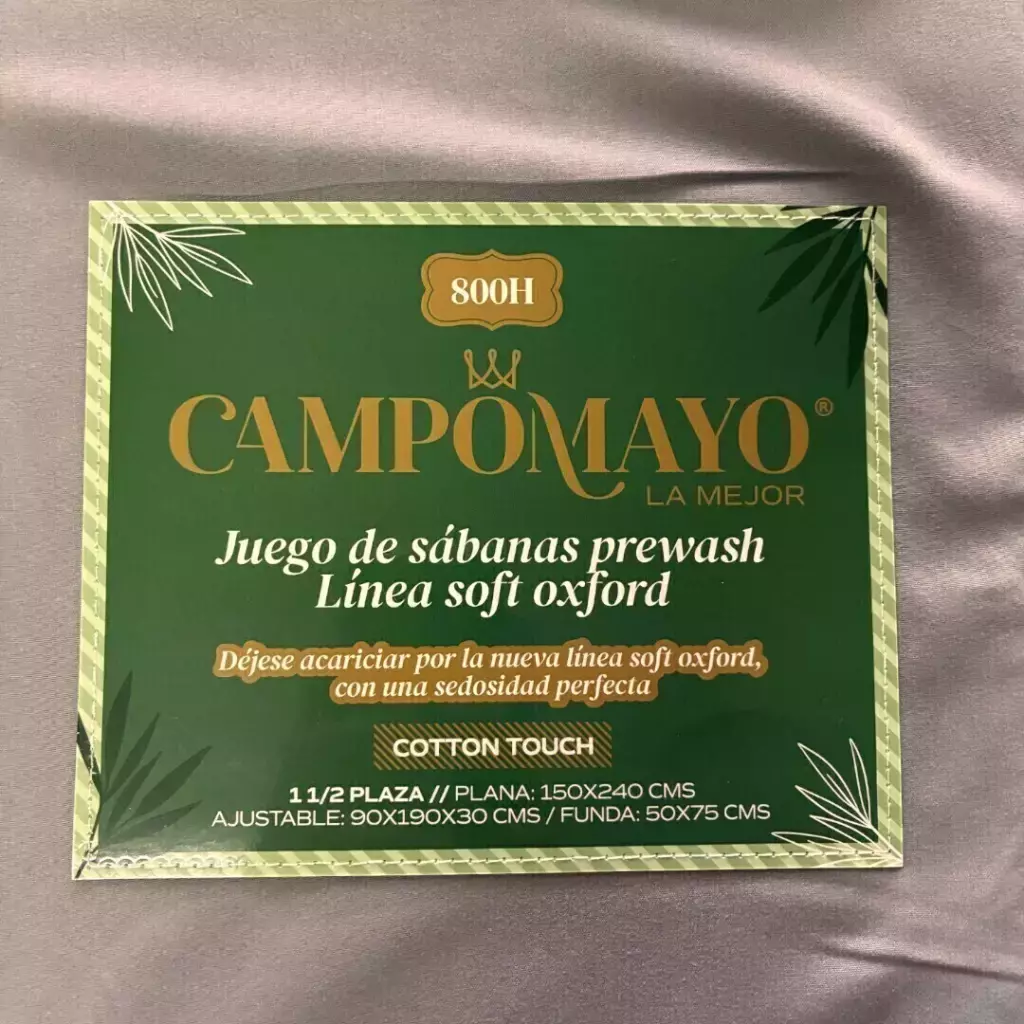 800H
CAMPOMAYO®
LA MEJOR
Juego de sábanas prewash
Línea soft oxford
Déjese acariciar por la nueva línea soft oxford,
con una sedosidad perfecta
COTTON TOUCH
1 1/2 PLAZA // PLANA: 150X240 CMS
AJUSTABLE: 90X190X30 CMS / FUNDA: 50X75 CMS